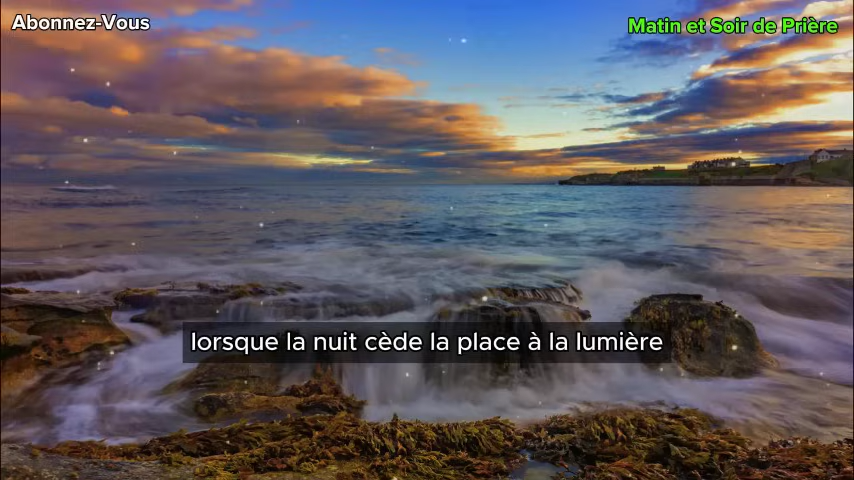 Abonnez-Vous
Matin et Soir de Prière
lorsque la nuit cède la place à la lumière